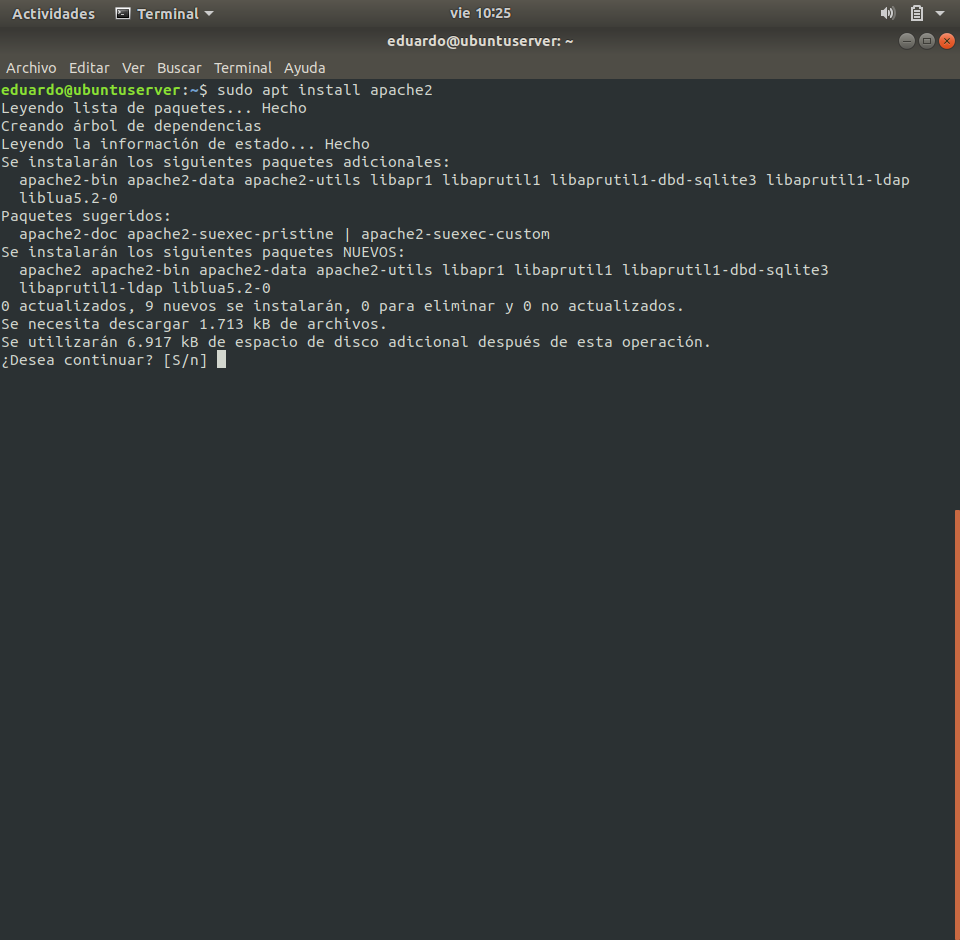 Actividades Terminal vie 10:25
eduardo@ubuntuserver: ~
Archivo Editar Ver Buscar Terminal Ayuda
eduardo@ubuntuserver:~$ sudo apt install apache2
Leyendo lista de paquetes... Hecho
Creando árbol de dependencias
Leyendo la información de estado... Hecho
Se instalarán los siguientes paquetes adicionales:
  apache2-bin apache2-data apache2-utils libapr1 libaprutil1 libaprutil1-dbd-sqlite3 libaprutil1-ldap
  liblua5.2-0
Paquetes sugeridos:
  apache2-doc apache2-suexec-pristine | apache2-suexec-custom
Se instalarán los siguientes paquetes NUEVOS:
  apache2 apache2-bin apache2-data apache2-utils libapr1 libaprutil1 libaprutil1-dbd-sqlite3
  libaprutil1-ldap liblua5.2-0
0 actualizados, 9 nuevos se instalarán, 0 para eliminar y 0 no actualizados.
Se necesita descargar 1.713 kB de archivos.
Se utilizarán 6.917 kB de espacio de disco adicional después de esta operación.
¿Desea continuar? [S/n]